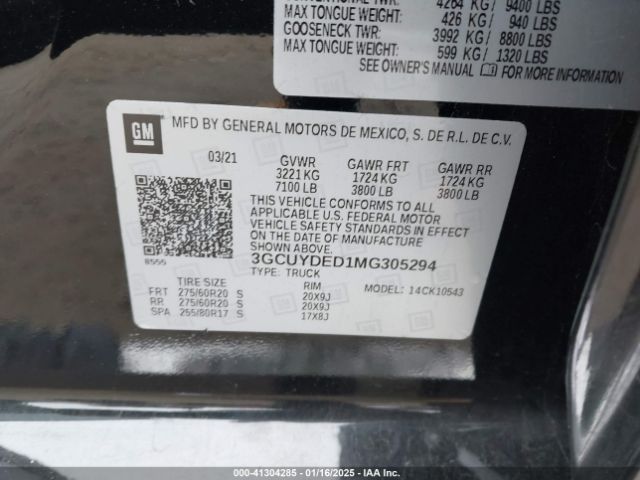 CONVENTIONAL TWR: 4264 KG/ 9400 LBS
MAX TONGUE WEIGHT: 426 KG/ 940 LBS
GOOSENECK TWR: 3992 KG/ 8800 LBS
MAX TONGUE WEIGHT: 599 KG/ 1320 LBS
SEE OWNER'S MANUAL FOR MORE INFORMATION
GM
MFD BY GENERAL MOTORS DE MEXICO, S. DE R.L. DE C.V.
03/21 GVWR GAWR FRT GAWR RR
3221 KG 1724 KG 1724 KG
7100 LB 3800 LB 3800 LB
THIS VEHICLE CONFORMS TO ALL
APPLICABLE U.S. FEDERAL MOTOR
VEHICLE SAFETY STANDARDS IN EFFECT
ON THE DATE OF MANUFACTURE
SHOWN ABOVE.
3GCUYDED1MG305294
TYPE: TRUCK
MODEL: 14CK10543
TIRE SIZE RIM
FRT 275/60R20 S 20X9J
RR 275/60R20 S 20X9J
SPA 255/80R17 S 17X8J
000-41304285 - 01/16/2025 - IAA Inc.